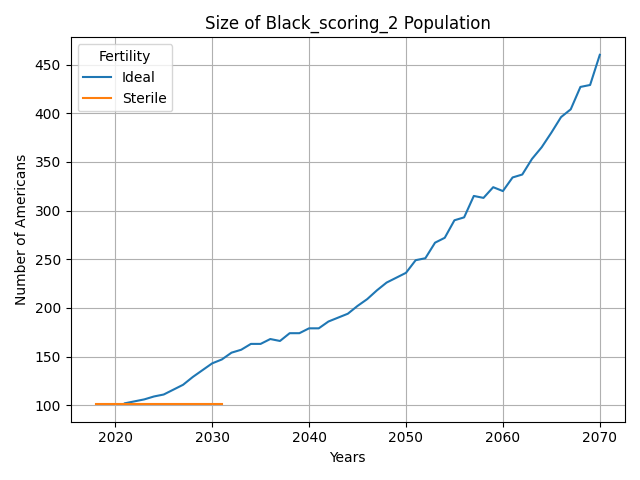 Size of Black_scoring_2 Population
Fertility
Ideal
Sterile
Number of Americans
450
400
350
300
250
200
150
100
2020 2030 2040 2050 2060 2070
Years